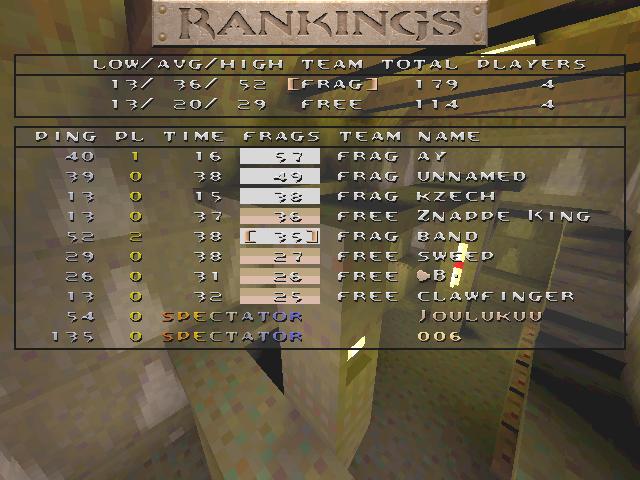 RANKINGS
LOW/AVG/HIGH TEAM TOTAL PLAYERS
13/ 36/ 52 [FRAG] 179 4
13/ 20/ 29 FREE 114 4
PING PL TIME FRAGS TEAM NAME
40 1 16 57 FRAG AY
39 0 38 49 FRAG UNNAMED
13 0 15 38 FRAG KZECH
13 0 37 36 FREE ZNAPPE KING
52 2 38 [ 35] FRAG BAND
29 0 38 27 FREE SWEEP
26 0 31 26 FREE
13 0 32 25 FREE CLAWFINGER
54 0 SPECTATOR JOULUKUU
135 0 SPECTATOR 006